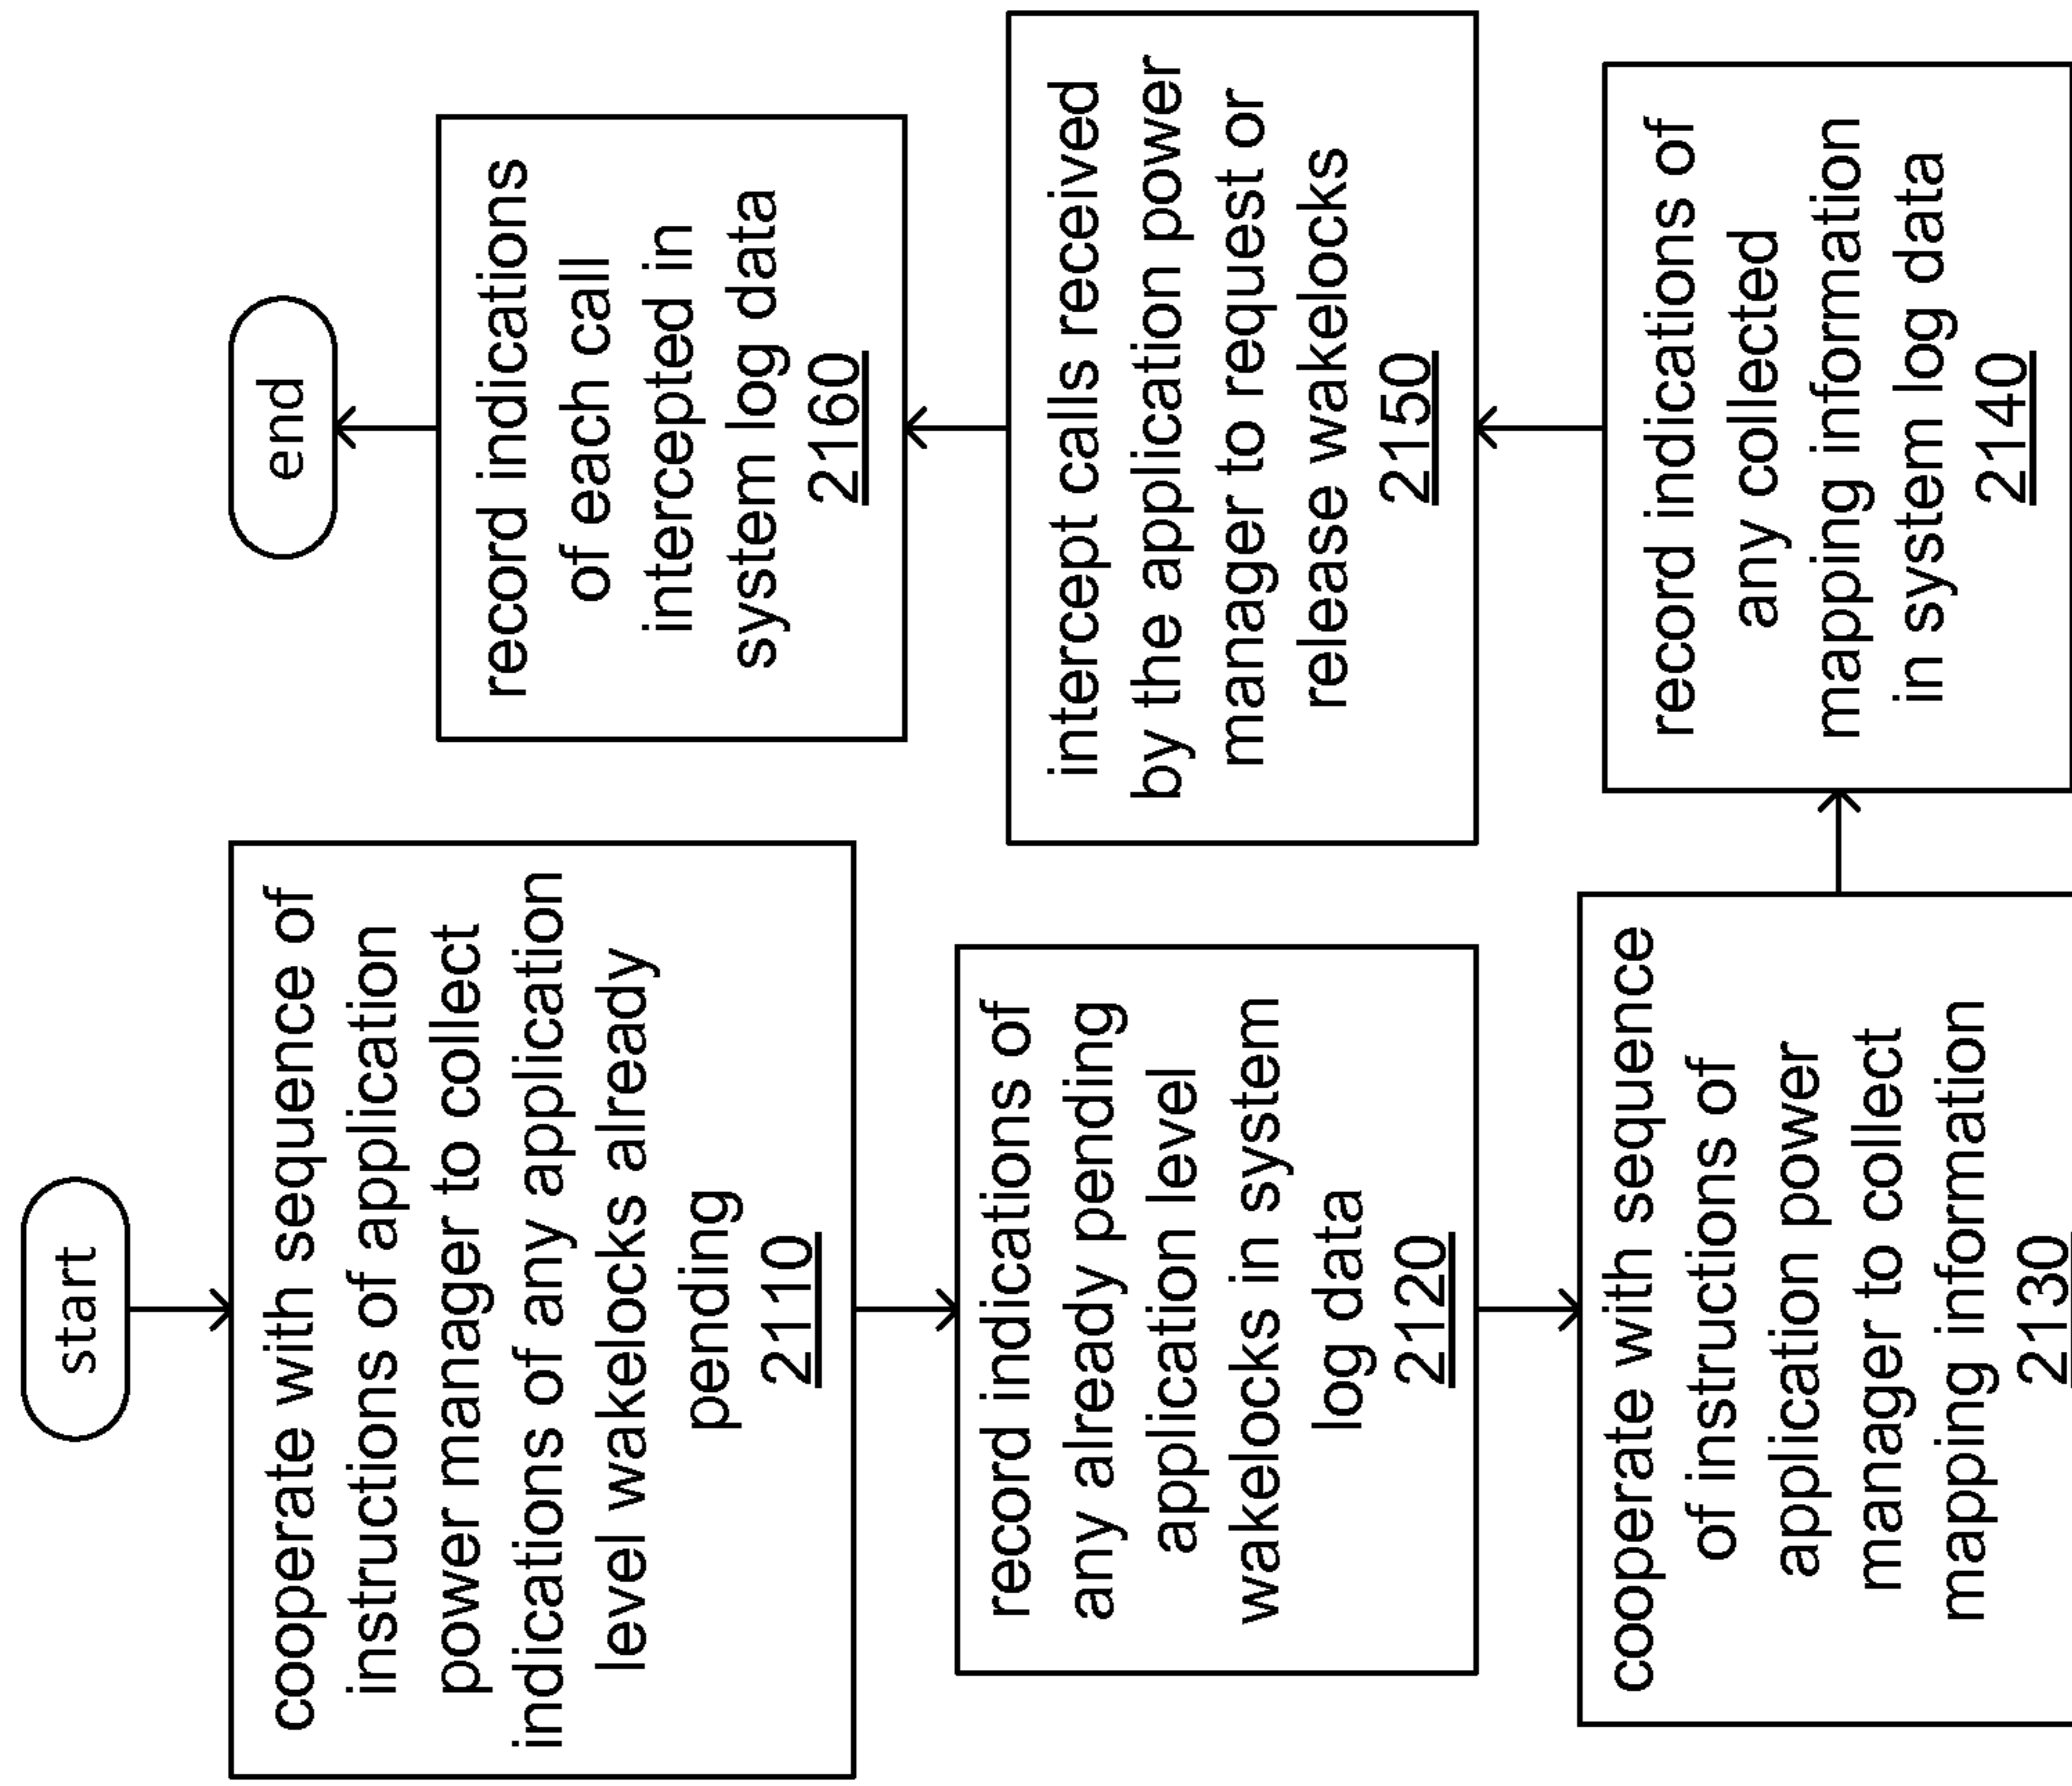 start
cooperate with sequence of
instructions of application
power manager to collect
indications of any application
level wakelocks already
pending
2110
record indications of
any already pending
application level
wakelocks in system
log data
2120
cooperate with sequence
of instructions of
application power
manager to collect
mapping information
2130
record indications of
any collected
mapping information
in system log data
2140
intercept calls received
by the application power
manager to request or
release wakelocks
2150
record indications
of each call
intercepted in
system log data
2160
end